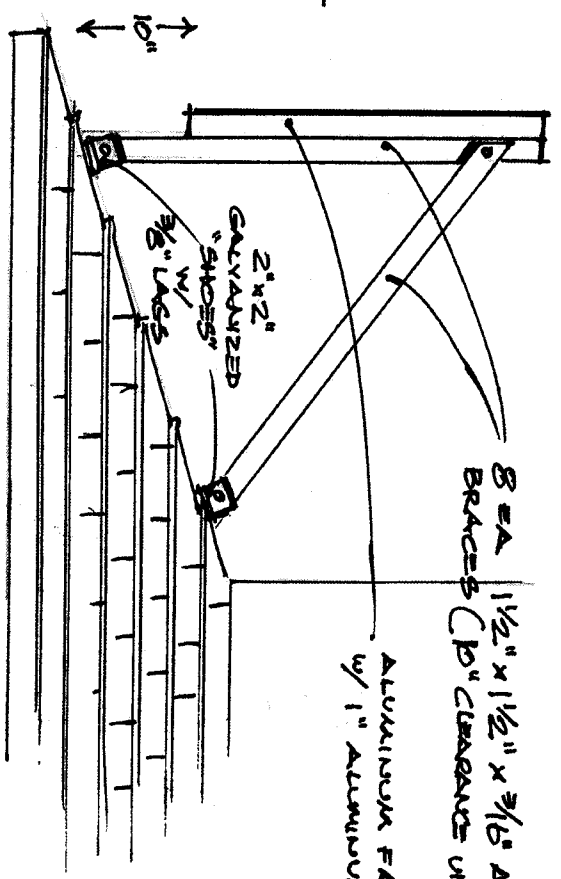 10"
2" x 2"
GALVANIZED
"SHOES"
W/
3/8" LAGS
8 EA 1 1/2" x 1 1/2" x 3/16" A
BRACES (10" CLEARANCE U
ALUMINUM FA
W/ 1" ALUMINU